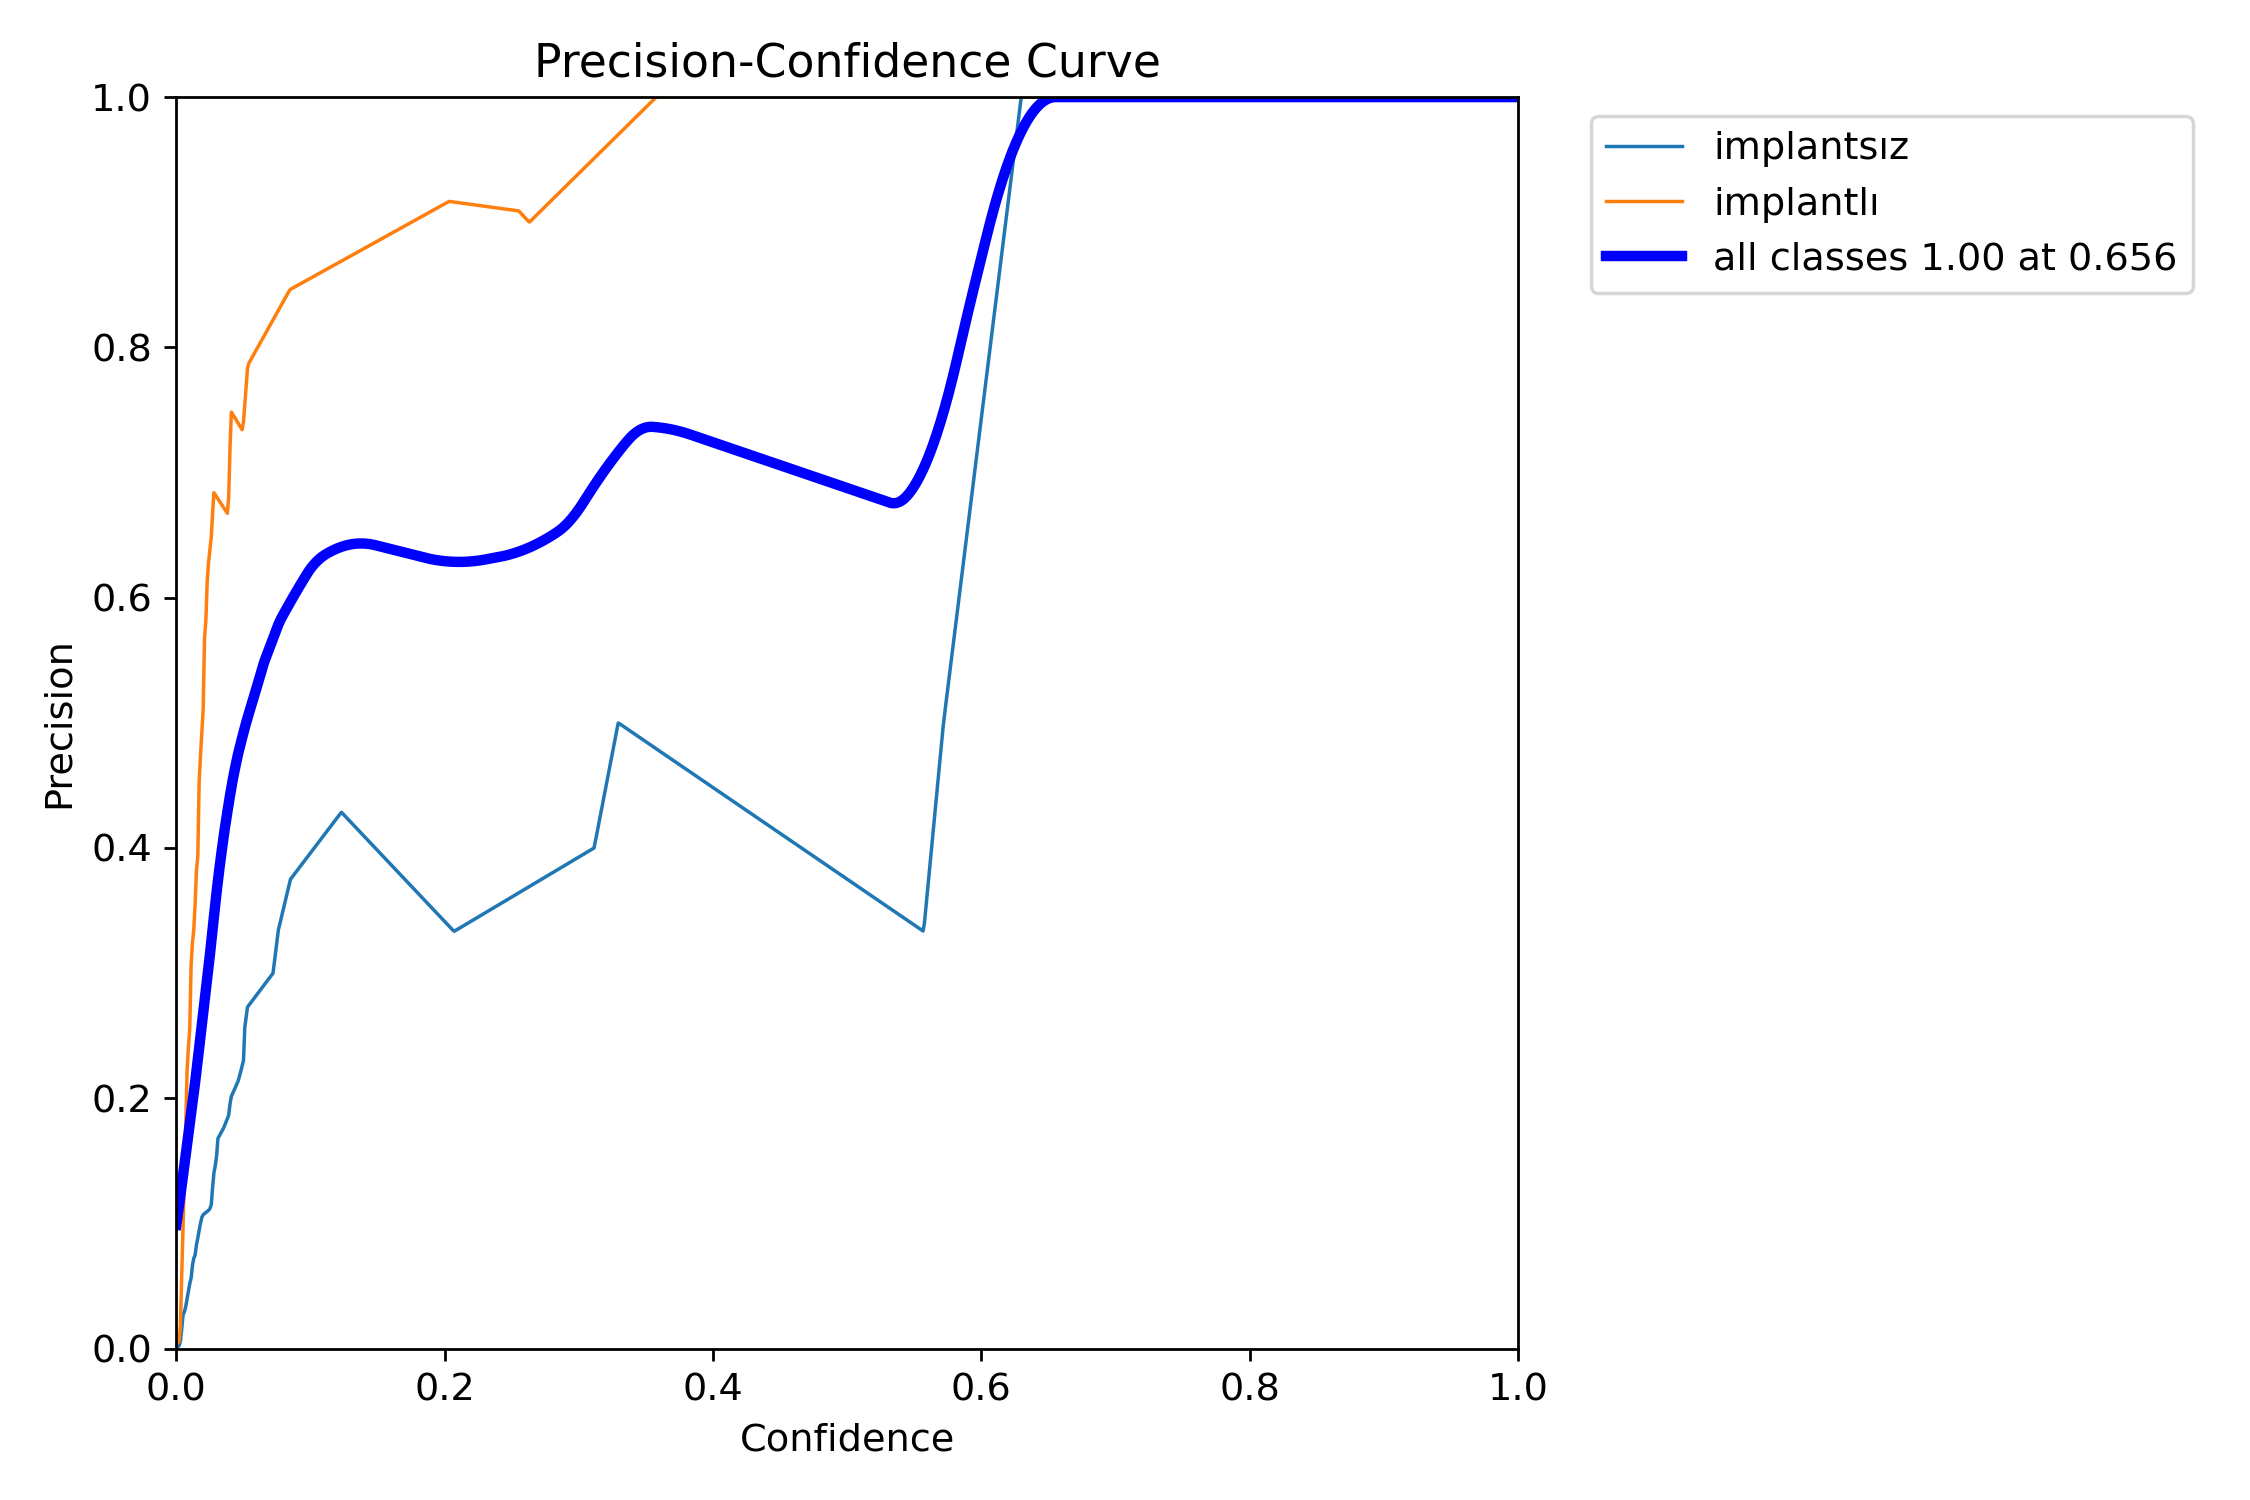 Precision-Confidence Curve
1.0
0.8
0.6
0.4
0.2
0.0
Precision
0.0 0.2 0.4 0.6 0.8 1.0
Confidence
implantsız
implantlı
all classes 1.00 at 0.656